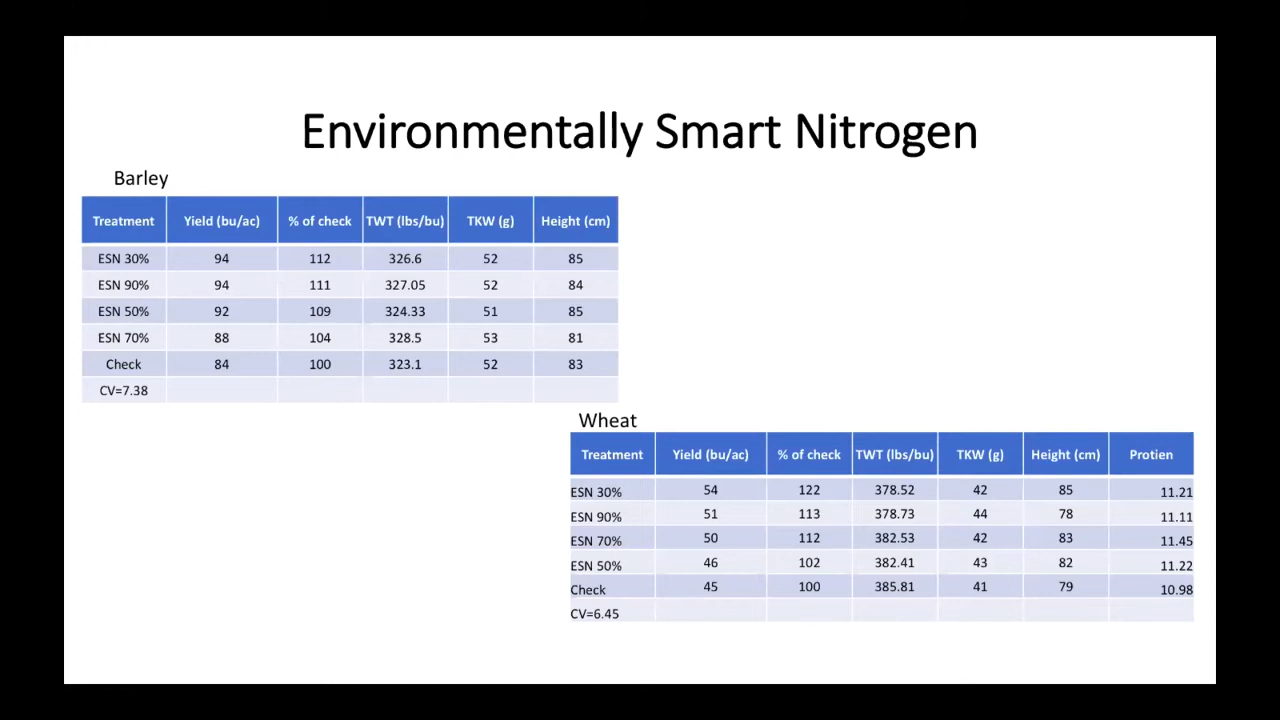 Environmentally Smart Nitrogen
Barley
Treatment Yield (bu/ac) % of check TWT (lbs/bu) TKW (g) Height (cm)
ESN 30% 94 112 326.6 52 85
ESN 90% 94 111 327.05 52 84
ESN 50% 92 109 324.33 51 85
ESN 70% 88 104 328.5 53 81
Check 84 100 323.1 52 83
CV=7.38
Wheat
Treatment Yield (bu/ac) % of check TWT (lbs/bu) TKW (g) Height (cm) Protien
ESN 30% 54 122 378.52 42 85 11.21
ESN 90% 51 113 378.73 44 78 11.11
ESN 70% 50 112 382.53 42 83 11.45
ESN 50% 46 102 382.41 43 82 11.22
Check 45 100 385.81 41 79 10.98
CV=6.45